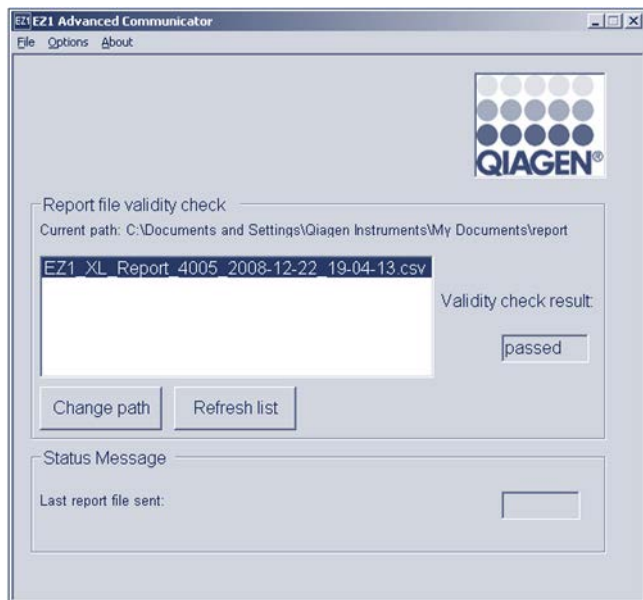 EZ1 EZ1 Advanced Communicator
File Options About
QIAGEN®
Report file validity check
Current path: C:\Documents and Settings\Qiagen Instruments\My Documents\report
EZ1_XL_Report_4005_2008-12-22_19-04-13.csv
Validity check result:
passed
Change path Refresh list
Status Message
Last report file sent: